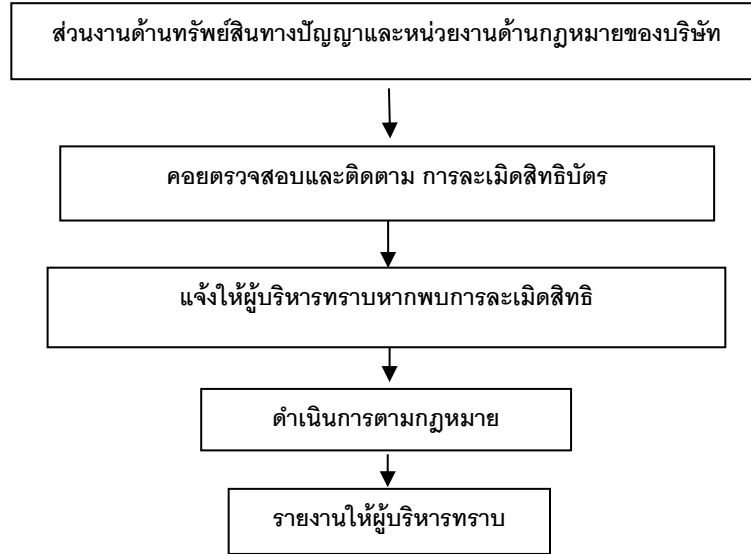 ส่วนงานด้านทรัพย์สินทางปัญญาและหน่วยงานด้านกฎหมายของบริษัท
คอยตรวจสอบและติดตาม การละเมิดสิทธิบัตร
แจ้งให้ผู้บริหารทราบหากพบการละเมิดสิทธิ
ดำเนินการตามกฎหมาย
รายงานให้ผู้บริหารทราบ